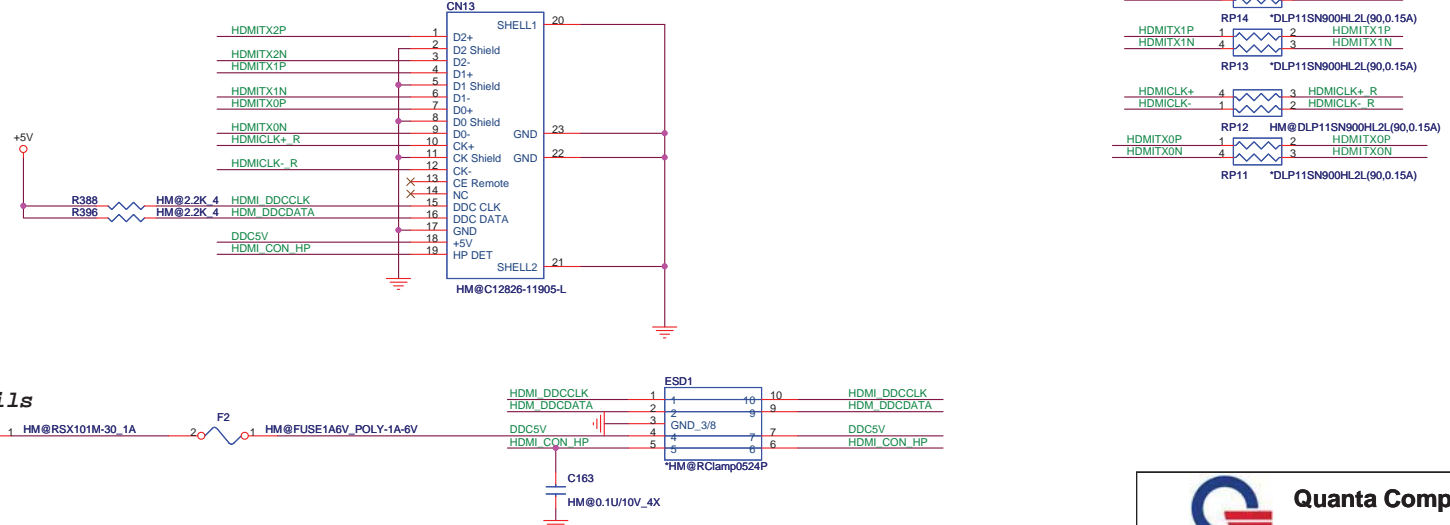 CN13
SHELL1 20
HDMITX2P 1 D2+
2 D2 Shield
HDMITX2N 3 D2-
HDMITX1P 4 D1+
5 D1 Shield
HDMITX1N 6 D1-
HDMITX0P 7 D0+
8 D0 Shield
HDMITX0N 9 D0- GND 23
HDMICLK+_R 10 CK+
11 CK Shield GND 22
HDMICLK-_R 12 CK-
13 CE Remote
14 NC
+5V
R388 HM@2.2K_4 HDMI_DDCCLK 15 DDC CLK
R396 HM@2.2K_4 HDM_DDCDATA 16 DDC DATA
17 GND
DDC5V 18 +5V
HDMI_CON_HP 19 HP DET
SHELL2 21
HM@C12826-11905-L
RP14 *DLP11SN900HL2L(90,0.15A)
HDMITX1P 1 2 HDMITX1P
HDMITX1N 4 3 HDMITX1N
RP13 *DLP11SN900HL2L(90,0.15A)
HDMICLK+ 4 3 HDMICLK+_R
HDMICLK- 1 2 HDMICLK-_R
RP12 HM@DLP11SN900HL2L(90,0.15A)
HDMITX0P 1 2 HDMITX0P
HDMITX0N 4 3 HDMITX0N
RP11 *DLP11SN900HL2L(90,0.15A)
ils
1 HM@RSX101M-30_1A 2 F2 1 HM@FUSE1A6V_POLY-1A-6V
ESD1
HDMI_DDCCLK 1 1 10 10 HDMI_DDCCLK
HDM_DDCDATA 2 2 9 9 HDM_DDCDATA
3 GND_3/8
DDC5V 4 4 7 7 DDC5V
HDMI_CON_HP 5 5 6 6 HDMI_CON_HP
*HM@RClamp0524P
C163
HM@0.1U/10V_4X
Quanta Comp